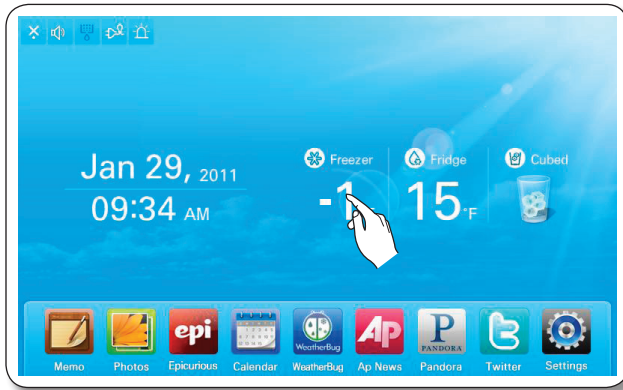 Freezer Fridge Cubed
Jan 29, 2011
09:34 AM
-1
15°F
epi
WeatherBug
AP
P
PANDORA
Memo Photos Epicurious Calendar WeatherBug Ap News Pandora Twitter Settings